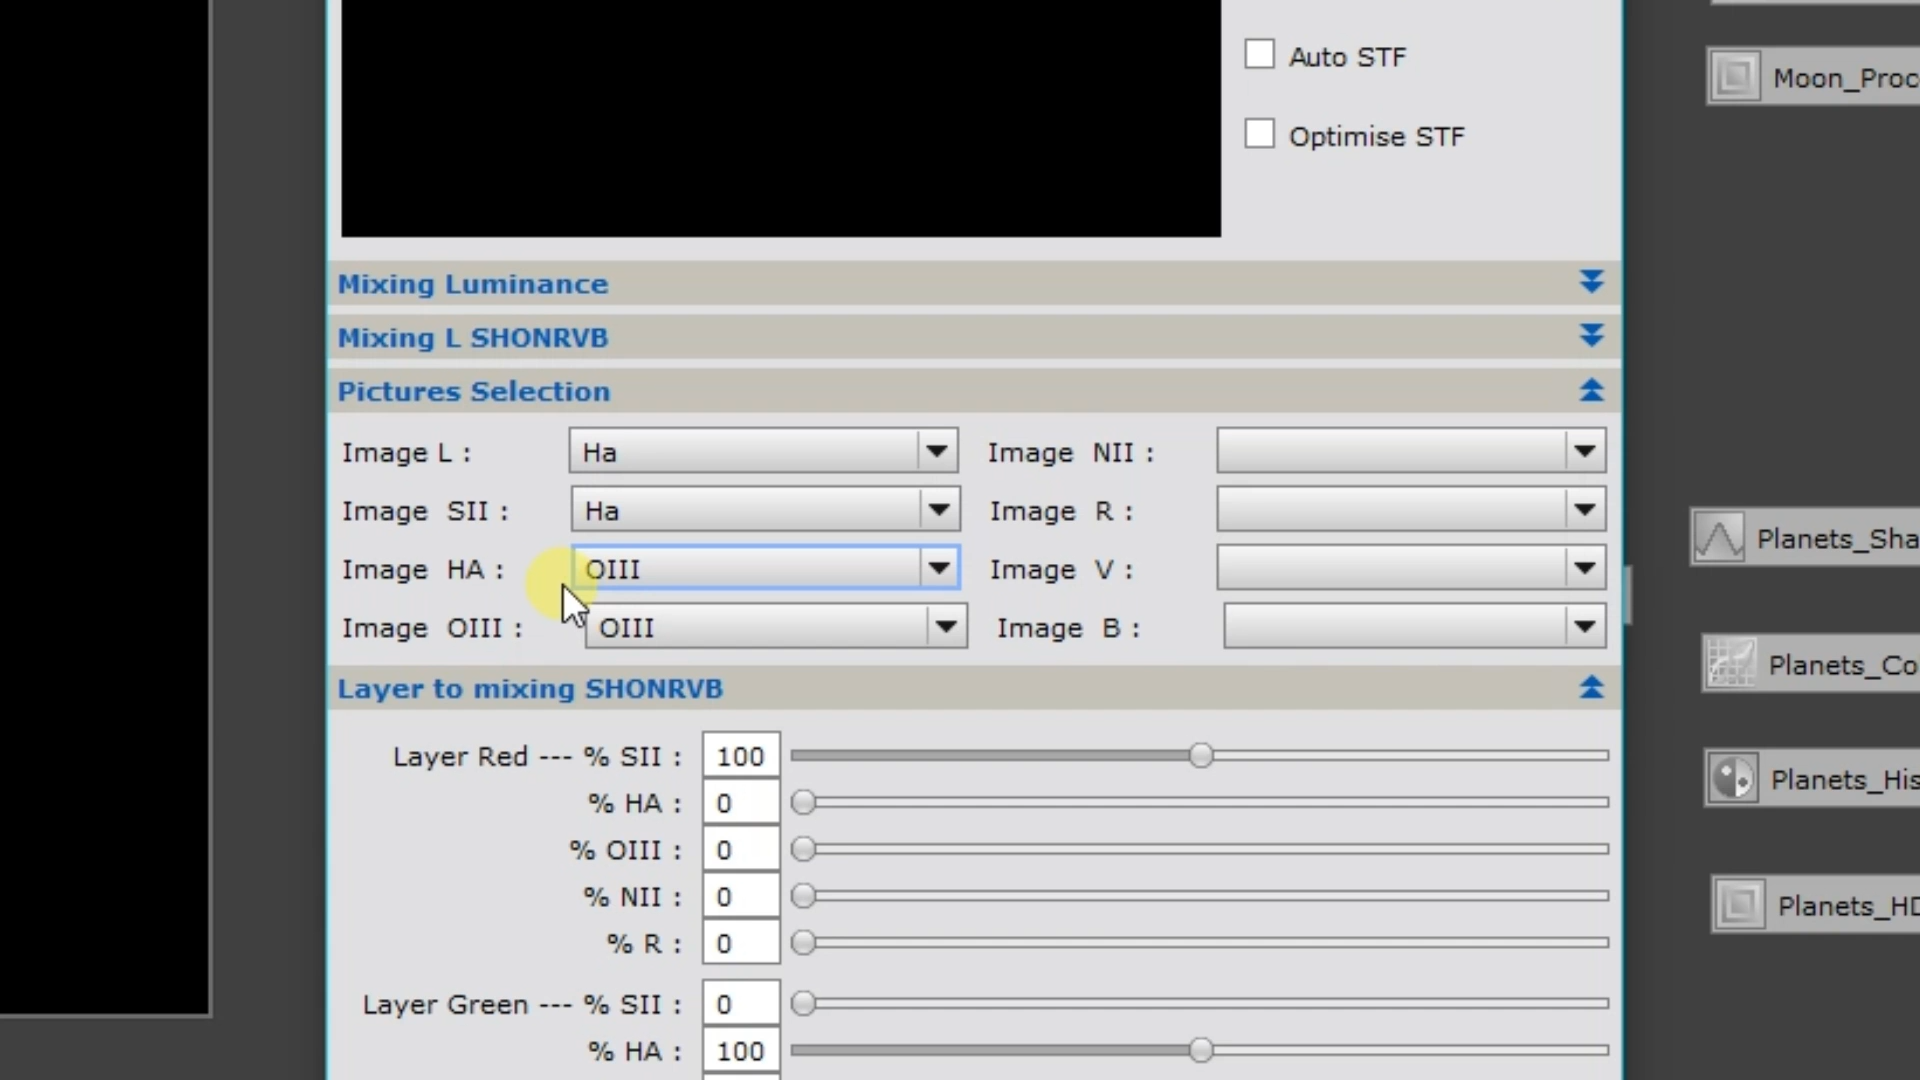 Auto STF
Optimise STF
Mixing Luminance
Mixing L SHONRVB
Pictures Selection
Image L : Ha Image NII :
Image SII : Ha Image R :
Image HA : OIII Image V :
Image OIII : OIII Image B :
Layer to mixing SHONRVB
Layer Red --- % SII : 100
% HA : 0
% OIII : 0
% NII : 0
% R : 0
Layer Green --- % SII : 0
% HA : 100
Moon_Proc
Planets_Sha
Planets_Co
Planets_His
Planets_HD